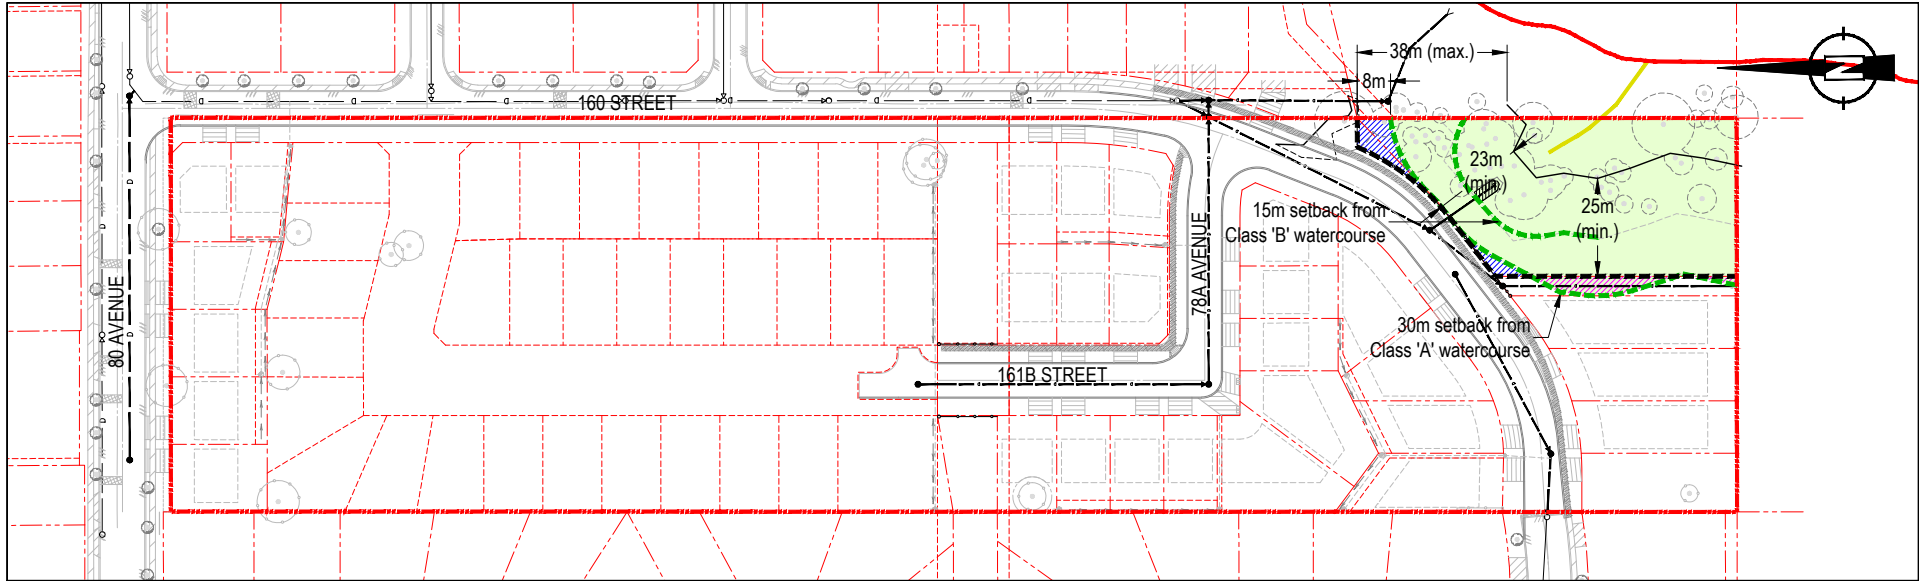 38m (max.)
8m
160 STREET
23m
(min.)
25m
(min.)
15m setback from
Class 'B' watercourse
78A AVENUE
80 AVENUE
30m setback from
Class 'A' watercourse
161B STREET